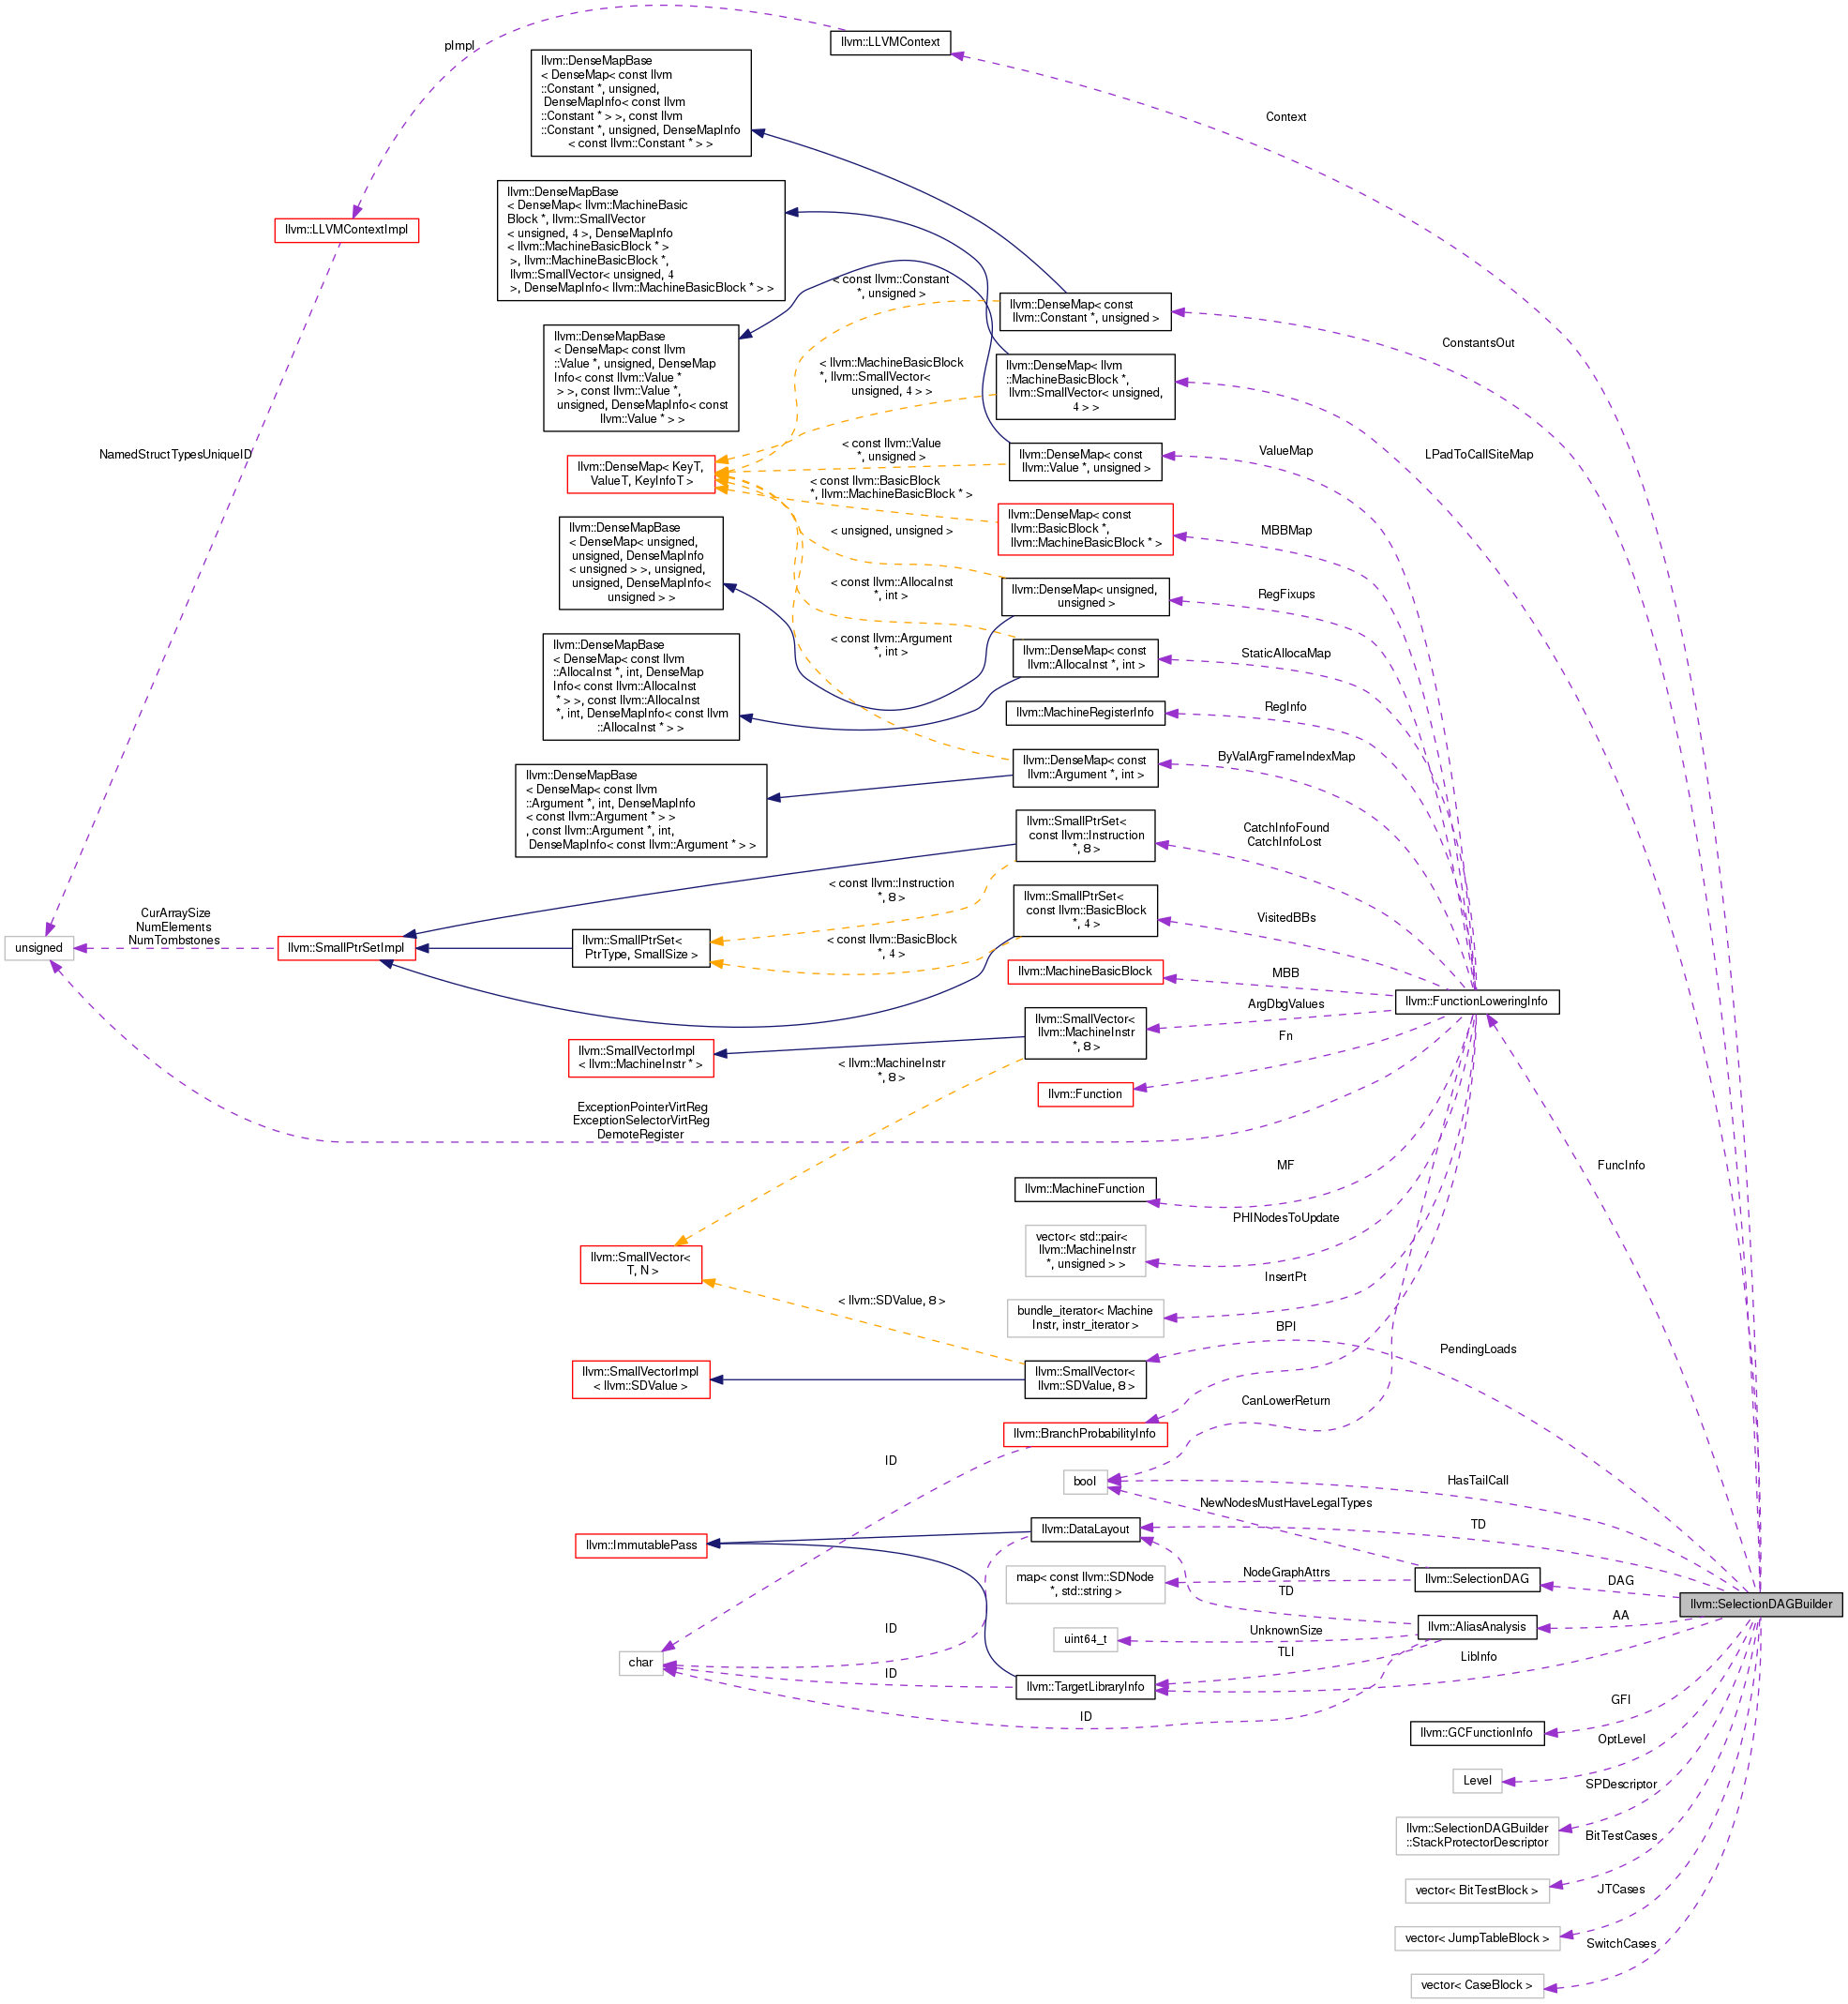 pImpl
llvm::LLVMContext
llvm::DenseMapBase
< DenseMap< const llvm
::Constant *, unsigned,
DenseMapInfo< const llvm
::Constant * > >, const llvm
::Constant *, unsigned, DenseMapInfo
< const llvm::Constant * > >
Context
llvm::DenseMapBase
< DenseMap< llvm::MachineBasic
Block *, llvm::SmallVector
< unsigned, 4 >, DenseMapInfo
< llvm::MachineBasicBlock * >
>, llvm::MachineBasicBlock *,
llvm::SmallVector< unsigned, 4
>, DenseMapInfo< llvm::MachineBasicBlock * > >
llvm::LLVMContextImpl
< const llvm::Constant
*, unsigned >
llvm::DenseMap< const
llvm::Constant *, unsigned >
ConstantsOut
llvm::DenseMapBase
< DenseMap< const llvm
::Value *, unsigned, DenseMap
Info< const llvm::Value *
> >, const llvm::Value *,
unsigned, DenseMapInfo< const
llvm::Value * > >
< llvm::MachineBasicBlock
*, llvm::SmallVector<
unsigned, 4 > >
llvm::DenseMap< llvm
::MachineBasicBlock *,
llvm::SmallVector< unsigned,
4 > >
NamedStructTypesUniqueID
llvm::DenseMap< KeyT,
ValueT, KeyInfoT >
< const llvm::Value
*, unsigned >
llvm::DenseMap< const
llvm::Value *, unsigned >
ValueMap
LPadToCallSiteMap
< const llvm::BasicBlock
*, llvm::MachineBasicBlock * >
llvm::DenseMap< const
llvm::BasicBlock *,
llvm::MachineBasicBlock * >
MBBMap
llvm::DenseMapBase
< DenseMap< unsigned,
unsigned, DenseMapInfo
< unsigned > >, unsigned,
unsigned, DenseMapInfo<
unsigned > >
< unsigned, unsigned >
llvm::DenseMap< unsigned,
unsigned >
RegFixups
< const llvm::AllocaInst
*, int >
llvm::DenseMapBase
< DenseMap< const llvm
::AllocaInst *, int, DenseMap
Info< const llvm::AllocaInst
* > >, const llvm::AllocaInst
*, int, DenseMapInfo< const llvm
::AllocaInst * > >
< const llvm::Argument
*, int >
llvm::DenseMap< const
llvm::AllocaInst *, int >
StaticAllocaMap
llvm::MachineRegisterInfo
RegInfo
llvm::DenseMapBase
< DenseMap< const llvm
::Argument *, int, DenseMapInfo
< const llvm::Argument * > >
, const llvm::Argument *, int,
DenseMapInfo< const llvm::Argument * > >
llvm::DenseMap< const
llvm::Argument *, int >
ByValArgFrameIndexMap
llvm::SmallPtrSet<
const llvm::Instruction
*, 8 >
CatchInfoFound
CatchInfoLost
< const llvm::Instruction
*, 8 >
llvm::SmallPtrSet<
const llvm::BasicBlock
*, 4 >
VisitedBBs
unsigned
CurArraySize
NumElements
NumTombstones
llvm::SmallPtrSetImpl
llvm::SmallPtrSet<
PtrType, SmallSize >
< const llvm::BasicBlock
*, 4 >
llvm::MachineBasicBlock
MBB
llvm::FunctionLoweringInfo
llvm::SmallVectorImpl
< llvm::MachineInstr * >
llvm::SmallVector<
llvm::MachineInstr
*, 8 >
ArgDbgValues
Fn
< llvm::MachineInstr
*, 8 >
llvm::Function
ExceptionPointerVirtReg
ExceptionSelectorVirtReg
DemoteRegister
llvm::MachineFunction
MF
FuncInfo
vector< std::pair<
llvm::MachineInstr
*, unsigned > >
PHINodesToUpdate
llvm::SmallVector<
T, N >
bundle_iterator< Machine
Instr, instr_iterator >
InsertPt
< llvm::SDValue, 8 >
llvm::SmallVectorImpl
< llvm::SDValue >
llvm::SmallVector<
llvm::SDValue, 8 >
BPI
PendingLoads
llvm::BranchProbabilityInfo
CanLowerReturn
ID
bool
HasTailCall
NewNodesMustHaveLegalTypes
llvm::ImmutablePass
llvm::DataLayout
TD
map< const llvm::SDNode
*, std::string >
NodeGraphAttrs
TD
llvm::SelectionDAG
DAG
llvm::SelectionDAGBuilder
ID
uint64_t
UnknownSize
TLI
llvm::AliasAnalysis
AA
LibInfo
char
ID
llvm::TargetLibraryInfo
ID
llvm::GCFunctionInfo
GFI
Level
OptLevel
llvm::SelectionDAGBuilder
::StackProtectorDescriptor
SPDescriptor
vector< BitTestBlock >
BitTestCases
vector< JumpTableBlock >
JTCases
vector< CaseBlock >
SwitchCases